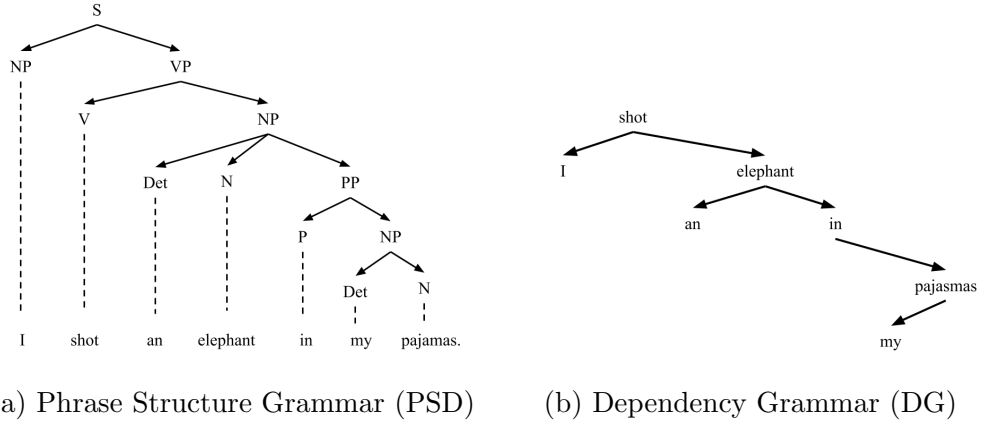 S
NP VP
V NP
Det N PP
P NP
Det N
I shot an elephant in my pajamas.
a) Phrase Structure Grammar (PSD)
shot
I elephant
an in
pajasmas
my
(b) Dependency Grammar (DG)